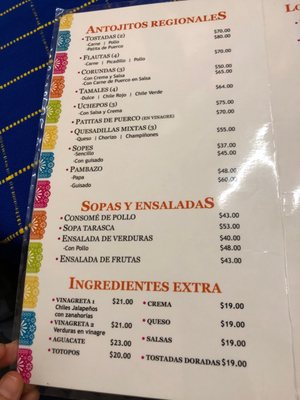 ANTOJITOS REGIONALES
• TOSTADAS (2) $70.00
-Carne | Pollo $80.00
-Patita de Puerco
• FLAUTAS (4) $70.00
-Carne | Picadillo | Pollo
• CORUNDAS (3) $50.00
-Con Crema y Salsa $65.00
-Con Carne de Puerco en Salsa
• TAMALES (4) $64.00
-Dulce | Chile Rojo | Chile Verde
• UCHEPOS (3) $75.00
-Con Salsa y Crema $70.00
• PATITAS DE PUERCO (EN VINAGRE)
• QUESADILLAS MIXTAS (3) $55.00
-Queso | Chorizo | Champiñones
• SOPES $37.00
-Sencillo $45.00
-Con guisado
• PAMBAZO $48.00
-Papa $60.00
-Guisado
SOPAS Y ENSALADAS
• CONSOMÉ DE POLLO $43.00
• SOPA TARASCA $53.00
• ENSALADA DE VERDURAS $40.00
-Con Pollo $48.00
• ENSALADA DE FRUTAS $43.00
INGREDIENTES EXTRA
• VINAGRETA 1 $21.00
Chiles Jalapeños
con zanahorias
• VINAGRETA 2 $21.00
Verduras en vinagre
• AGUACATE $23.00
• TOTOPOS $20.00
• CREMA $19.00
• QUESO $19.00
• SALSAS $19.00
• TOSTADAS DORADAS $19.00
LO